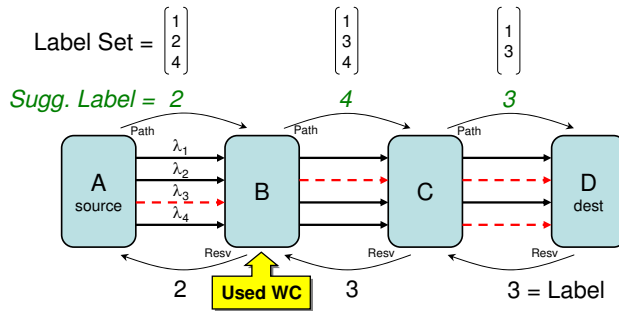 Label Set = 1 2 4 1 3 4 1 3
Sugg. Label = 2 4 3
Path Path Path
A source
λ1
λ2
λ3
λ4
B
C
D dest
Resv Resv Resv
2 3 3 = Label
Used WC